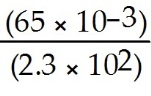 (65 × 10–3)
(2.3 × 102)